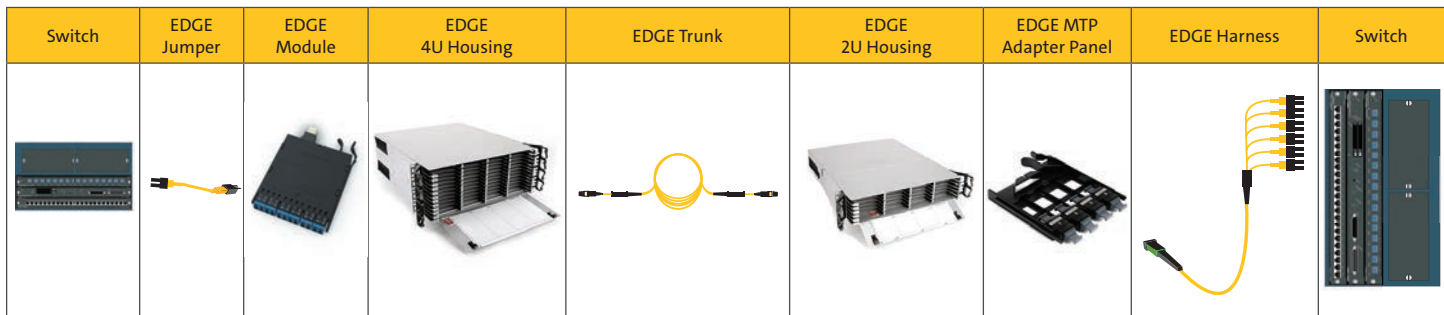 Switch
EDGE
Jumper
EDGE
Module
EDGE
4U Housing
EDGE Trunk
EDGE
2U Housing
EDGE MTP
Adapter Panel
EDGE Harness
Switch